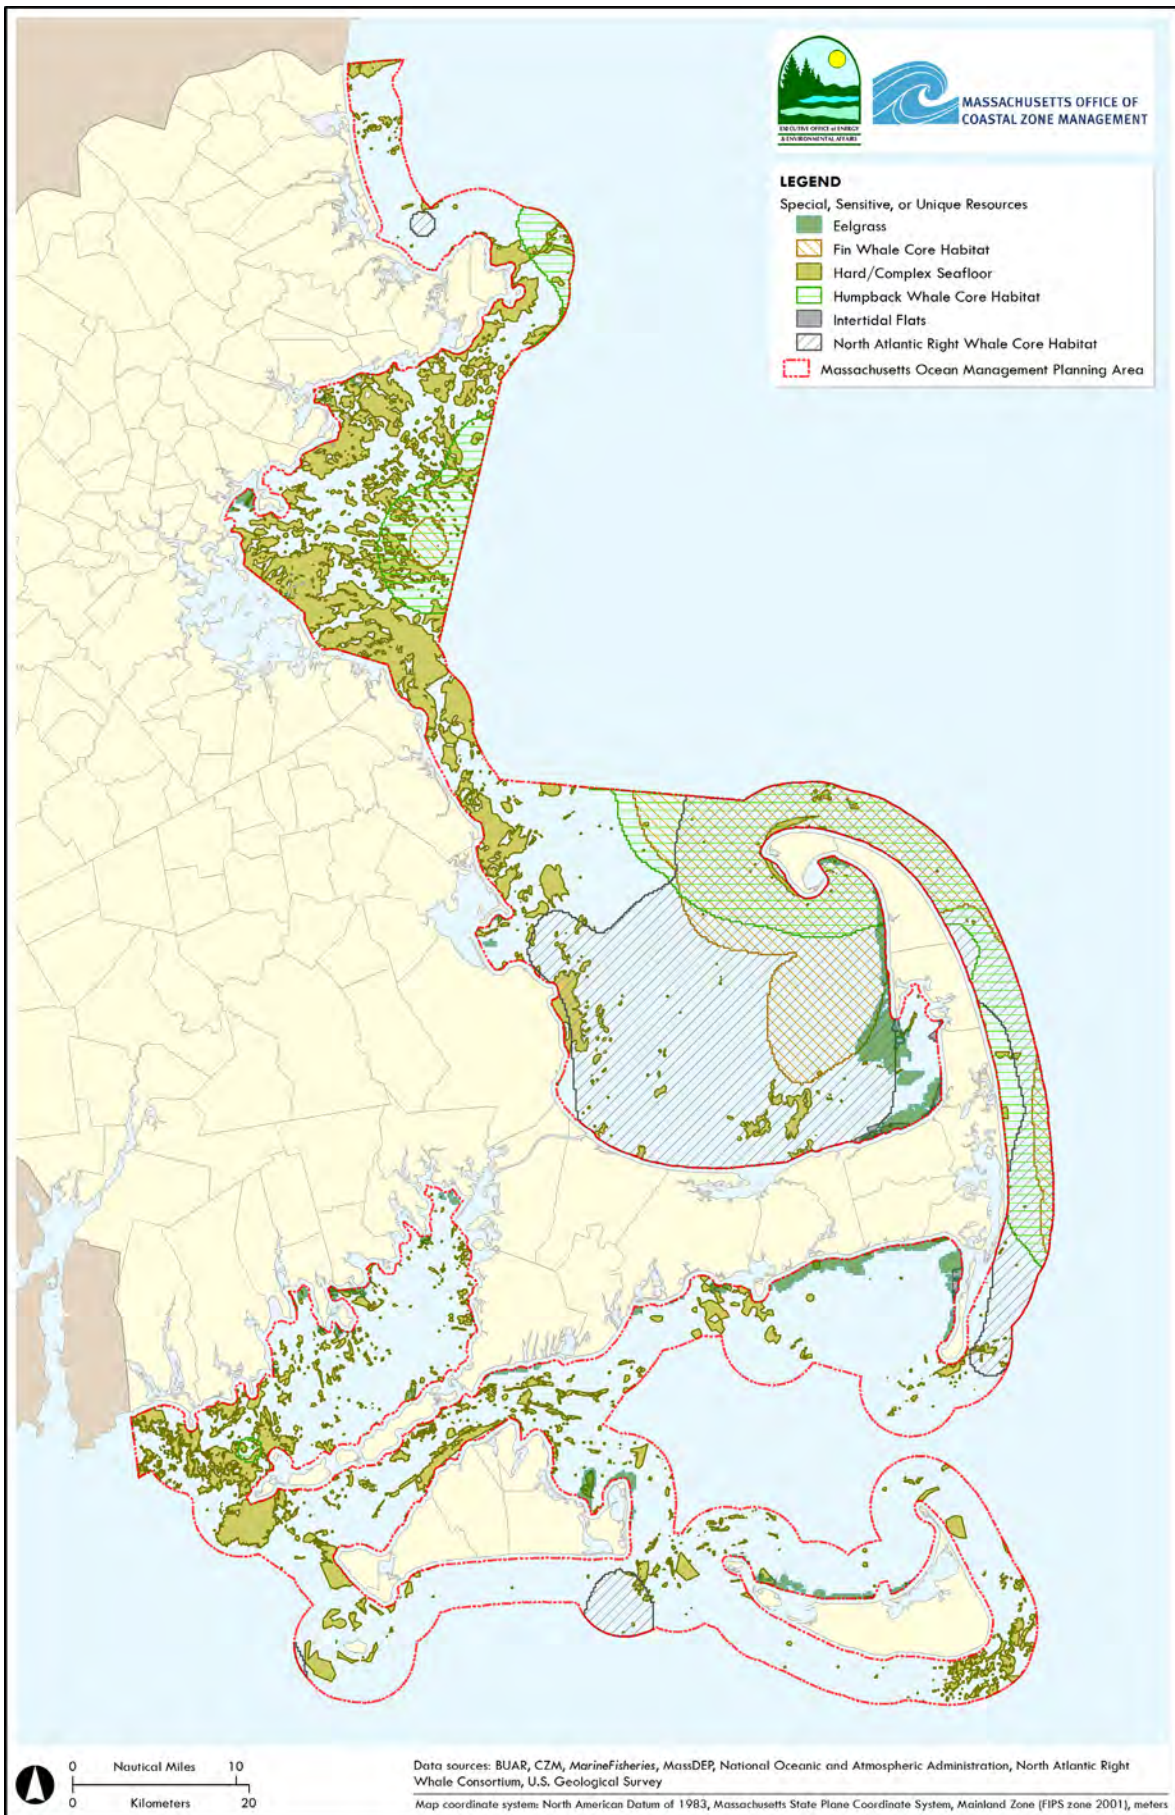 EXECUTIVE OFFICE of ENERGY
& ENVIRONMENTAL AFFAIRS
MASSACHUSETTS OFFICE OF
COASTAL ZONE MANAGEMENT
LEGEND
Special, Sensitive, or Unique Resources
Eelgrass
Fin Whale Core Habitat
Hard/Complex Seafloor
Humpback Whale Core Habitat
Intertidal Flats
North Atlantic Right Whale Core Habitat
Massachusetts Ocean Management Planning Area
0 Nautical Miles 10
0 Kilometers 20
Data sources: BUAR, CZM, MarineFisheries, MassDEP, National Oceanic and Atmospheric Administration, North Atlantic Right
Whale Consortium, U.S. Geological Survey
Map coordinate system: North American Datum of 1983, Massachusetts State Plane Coordinate System, Mainland Zone (FIPS zone 2001), meters